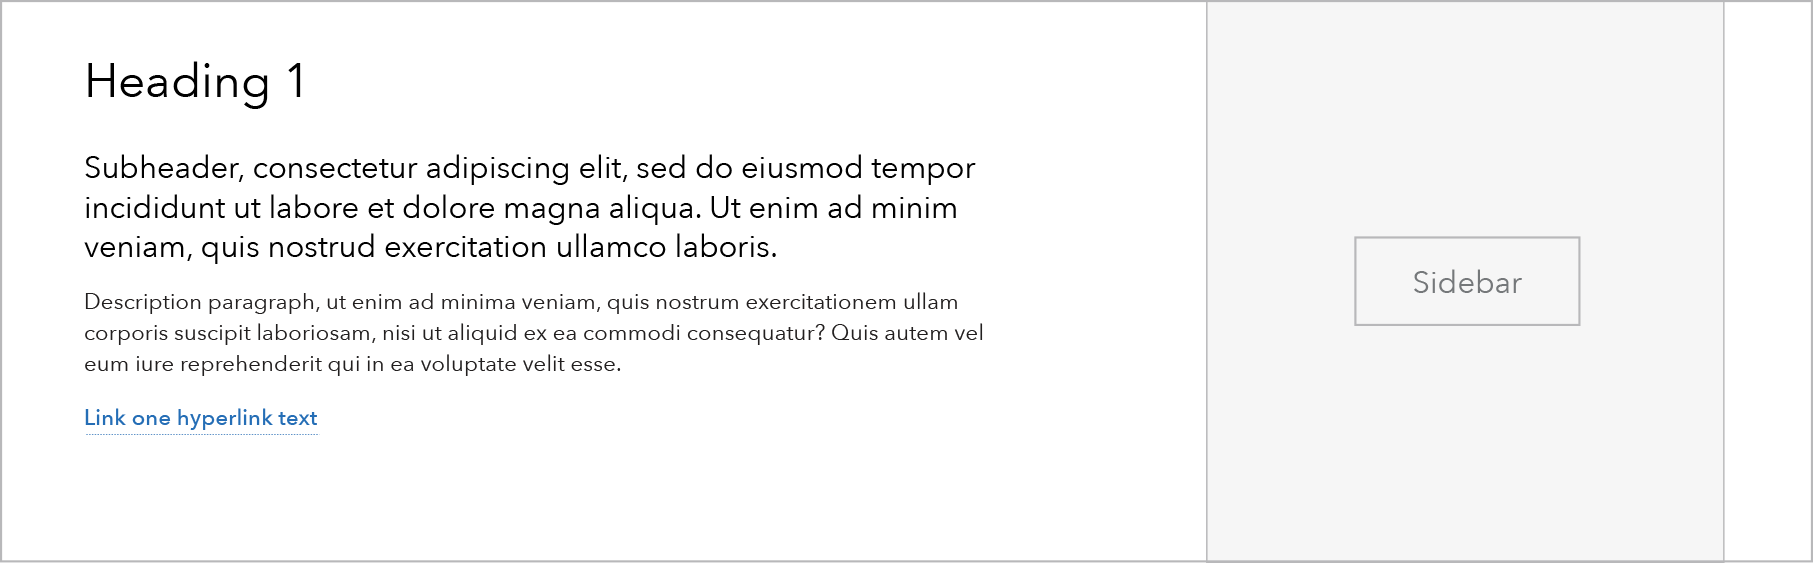 Heading 1
Subheader, consectetur adipiscing elit, sed do eiusmod tempor
incididunt ut labore et dolore magna aliqua. Ut enim ad minim
veniam, quis nostrud exercitation ullamco laboris.
Description paragraph, ut enim ad minima veniam, quis nostrum exercitationem ullam
corporis suscipit laboriosam, nisi ut aliquid ex ea commodi consequatur? Quis autem vel
eum iure reprehenderit qui in ea voluptate velit esse.
Link one hyperlink text
Sidebar